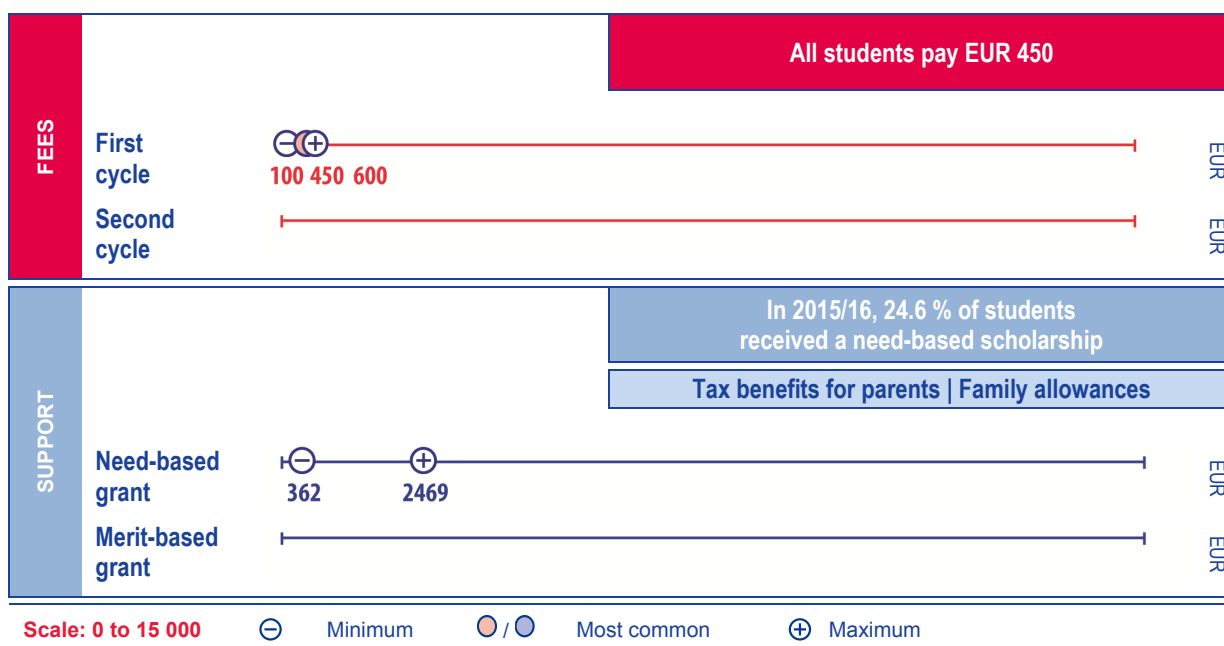 All students pay EUR 450
FEES
First
cycle
100 450 600
EUR
Second
cycle
EUR
In 2015/16, 24.6 % of students
received a need-based scholarship
Tax benefits for parents | Family allowances
SUPPORT
Need-based
grant
362 2469
EUR
Merit-based
grant
EUR
Scale: 0 to 15 000 Minimum / Most common Maximum